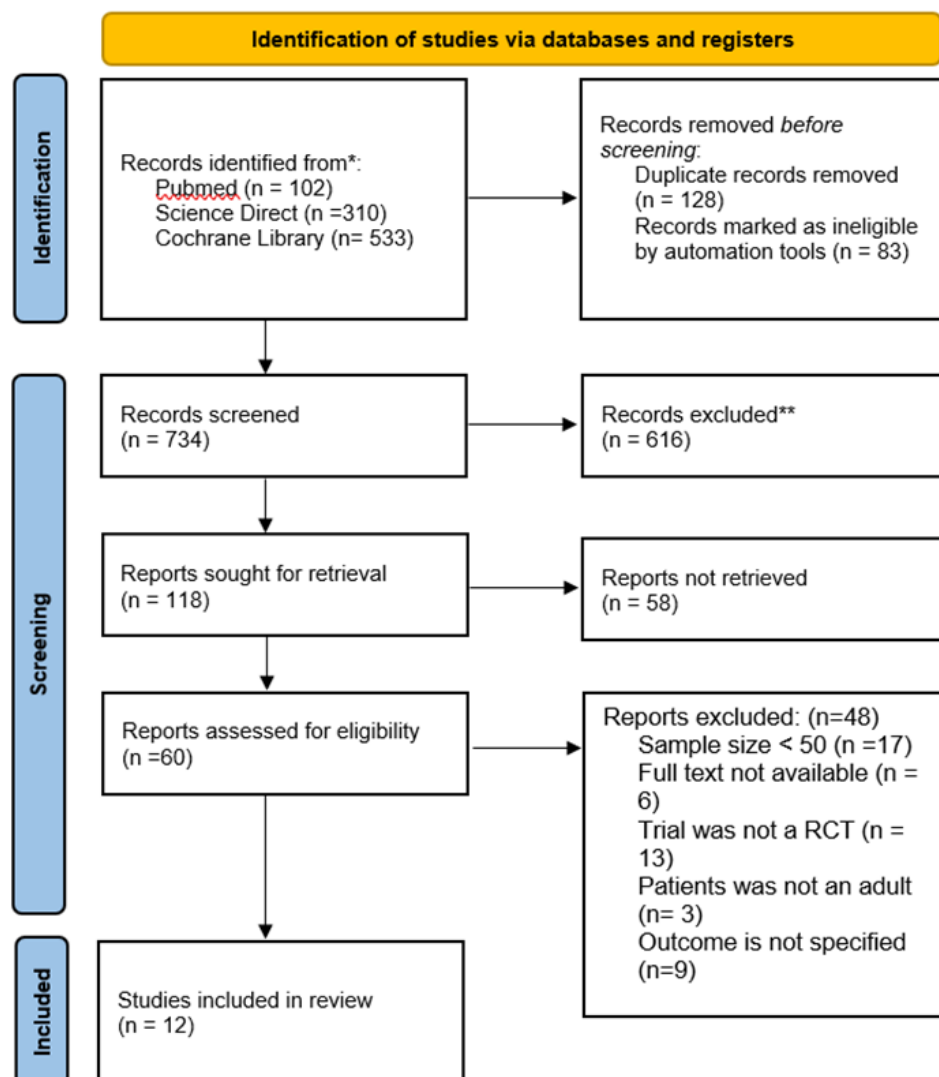 Identification of studies via databases and registers
Identification
Records identified from*:
Pubmed (n = 102)
Science Direct (n =310)
Cochrane Library (n= 533)
Records removed before
screening:
Duplicate records removed
(n = 128)
Records marked as ineligible
by automation tools (n = 83)
Screening
Records screened
(n = 734)
Records excluded**
(n = 616)
Reports sought for retrieval
(n = 118)
Reports not retrieved
(n = 58)
Reports assessed for eligibility
(n =60)
Reports excluded: (n=48)
Sample size < 50 (n =17)
Full text not available (n =
6)
Trial was not a RCT (n =
13)
Patients was not an adult
(n= 3)
Outcome is not specified
(n=9)
Included
Studies included in review
(n = 12)